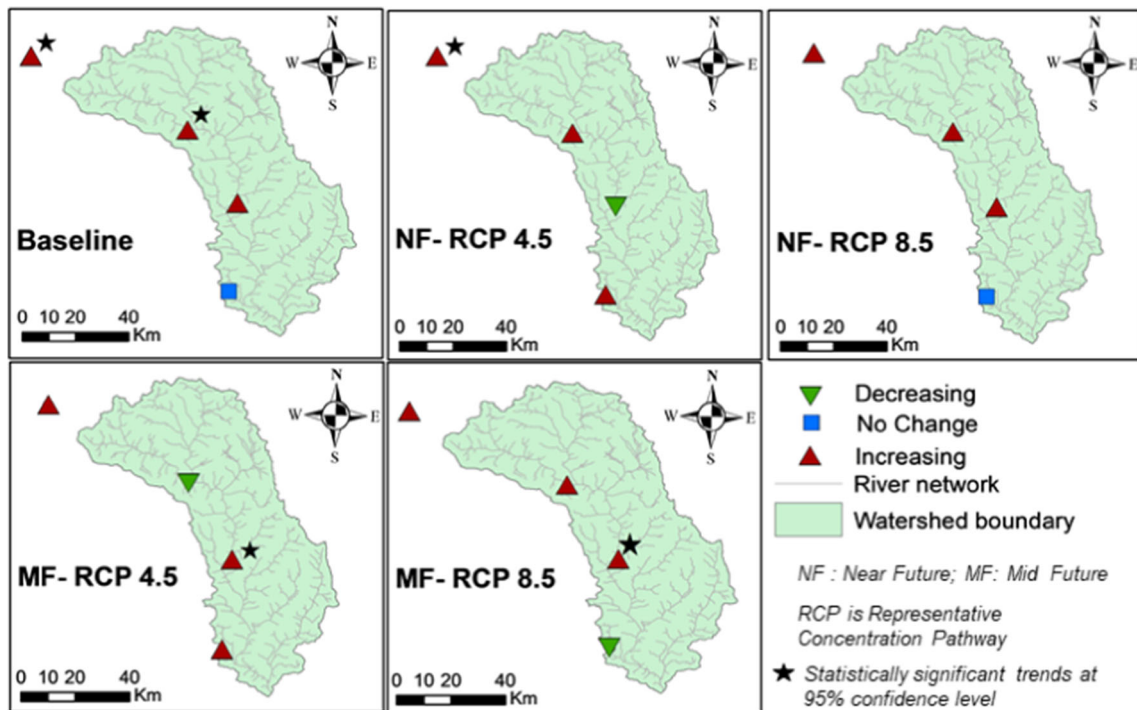 N
W E
S
Baseline
0 10 20 40
Km
N
W E
S
NF- RCP 4.5
0 10 20 40
Km
N
W E
S
NF- RCP 8.5
0 10 20 40
Km
N
W E
S
MF- RCP 4.5
0 10 20 40
Km
N
W E
S
MF- RCP 8.5
0 10 20 40
Km
Decreasing
No Change
Increasing
River network
Watershed boundary
NF : Near Future; MF: Mid Future
RCP is Representative
Concentration Pathway
Statistically significant trends at
95% confidence level